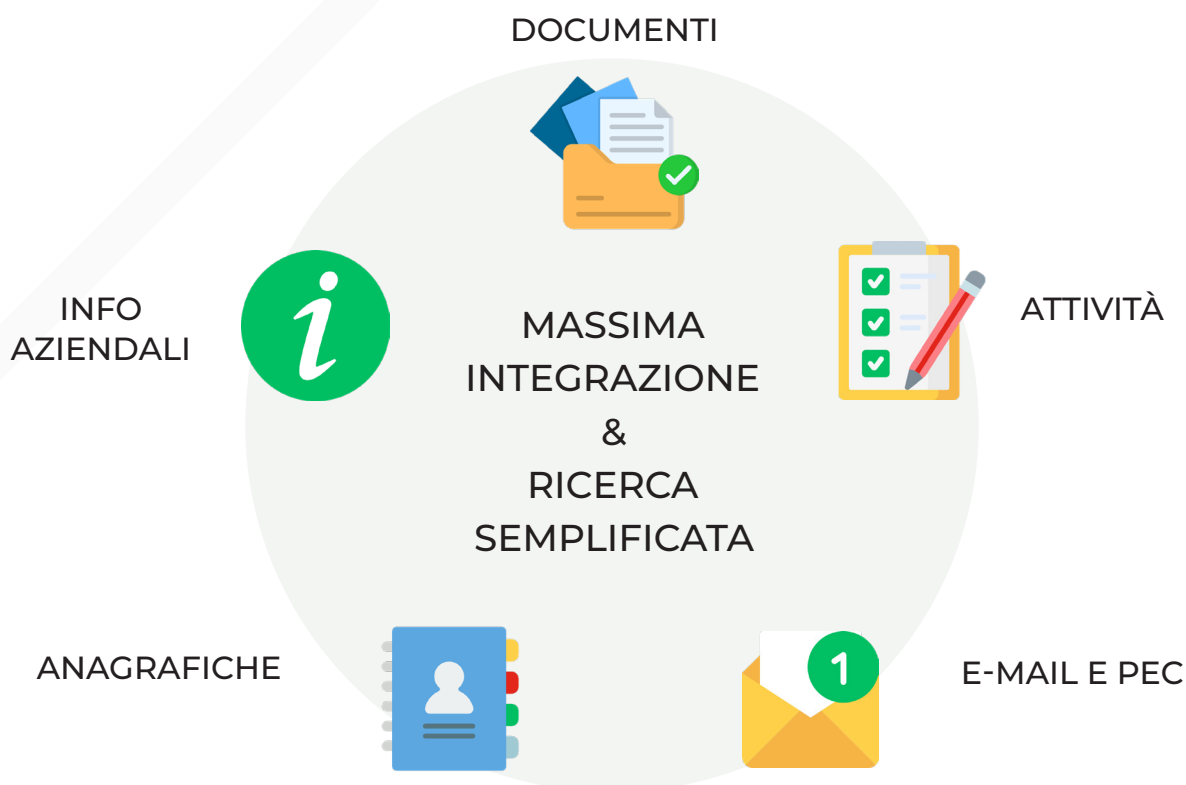 DOCUMENTI
INFO
AZIENDALI
ATTIVITÀ
MASSIMA
INTEGRAZIONE
&
RICERCA
SEMPLIFICATA
ANAGRAFICHE
1
E-MAIL E PEC